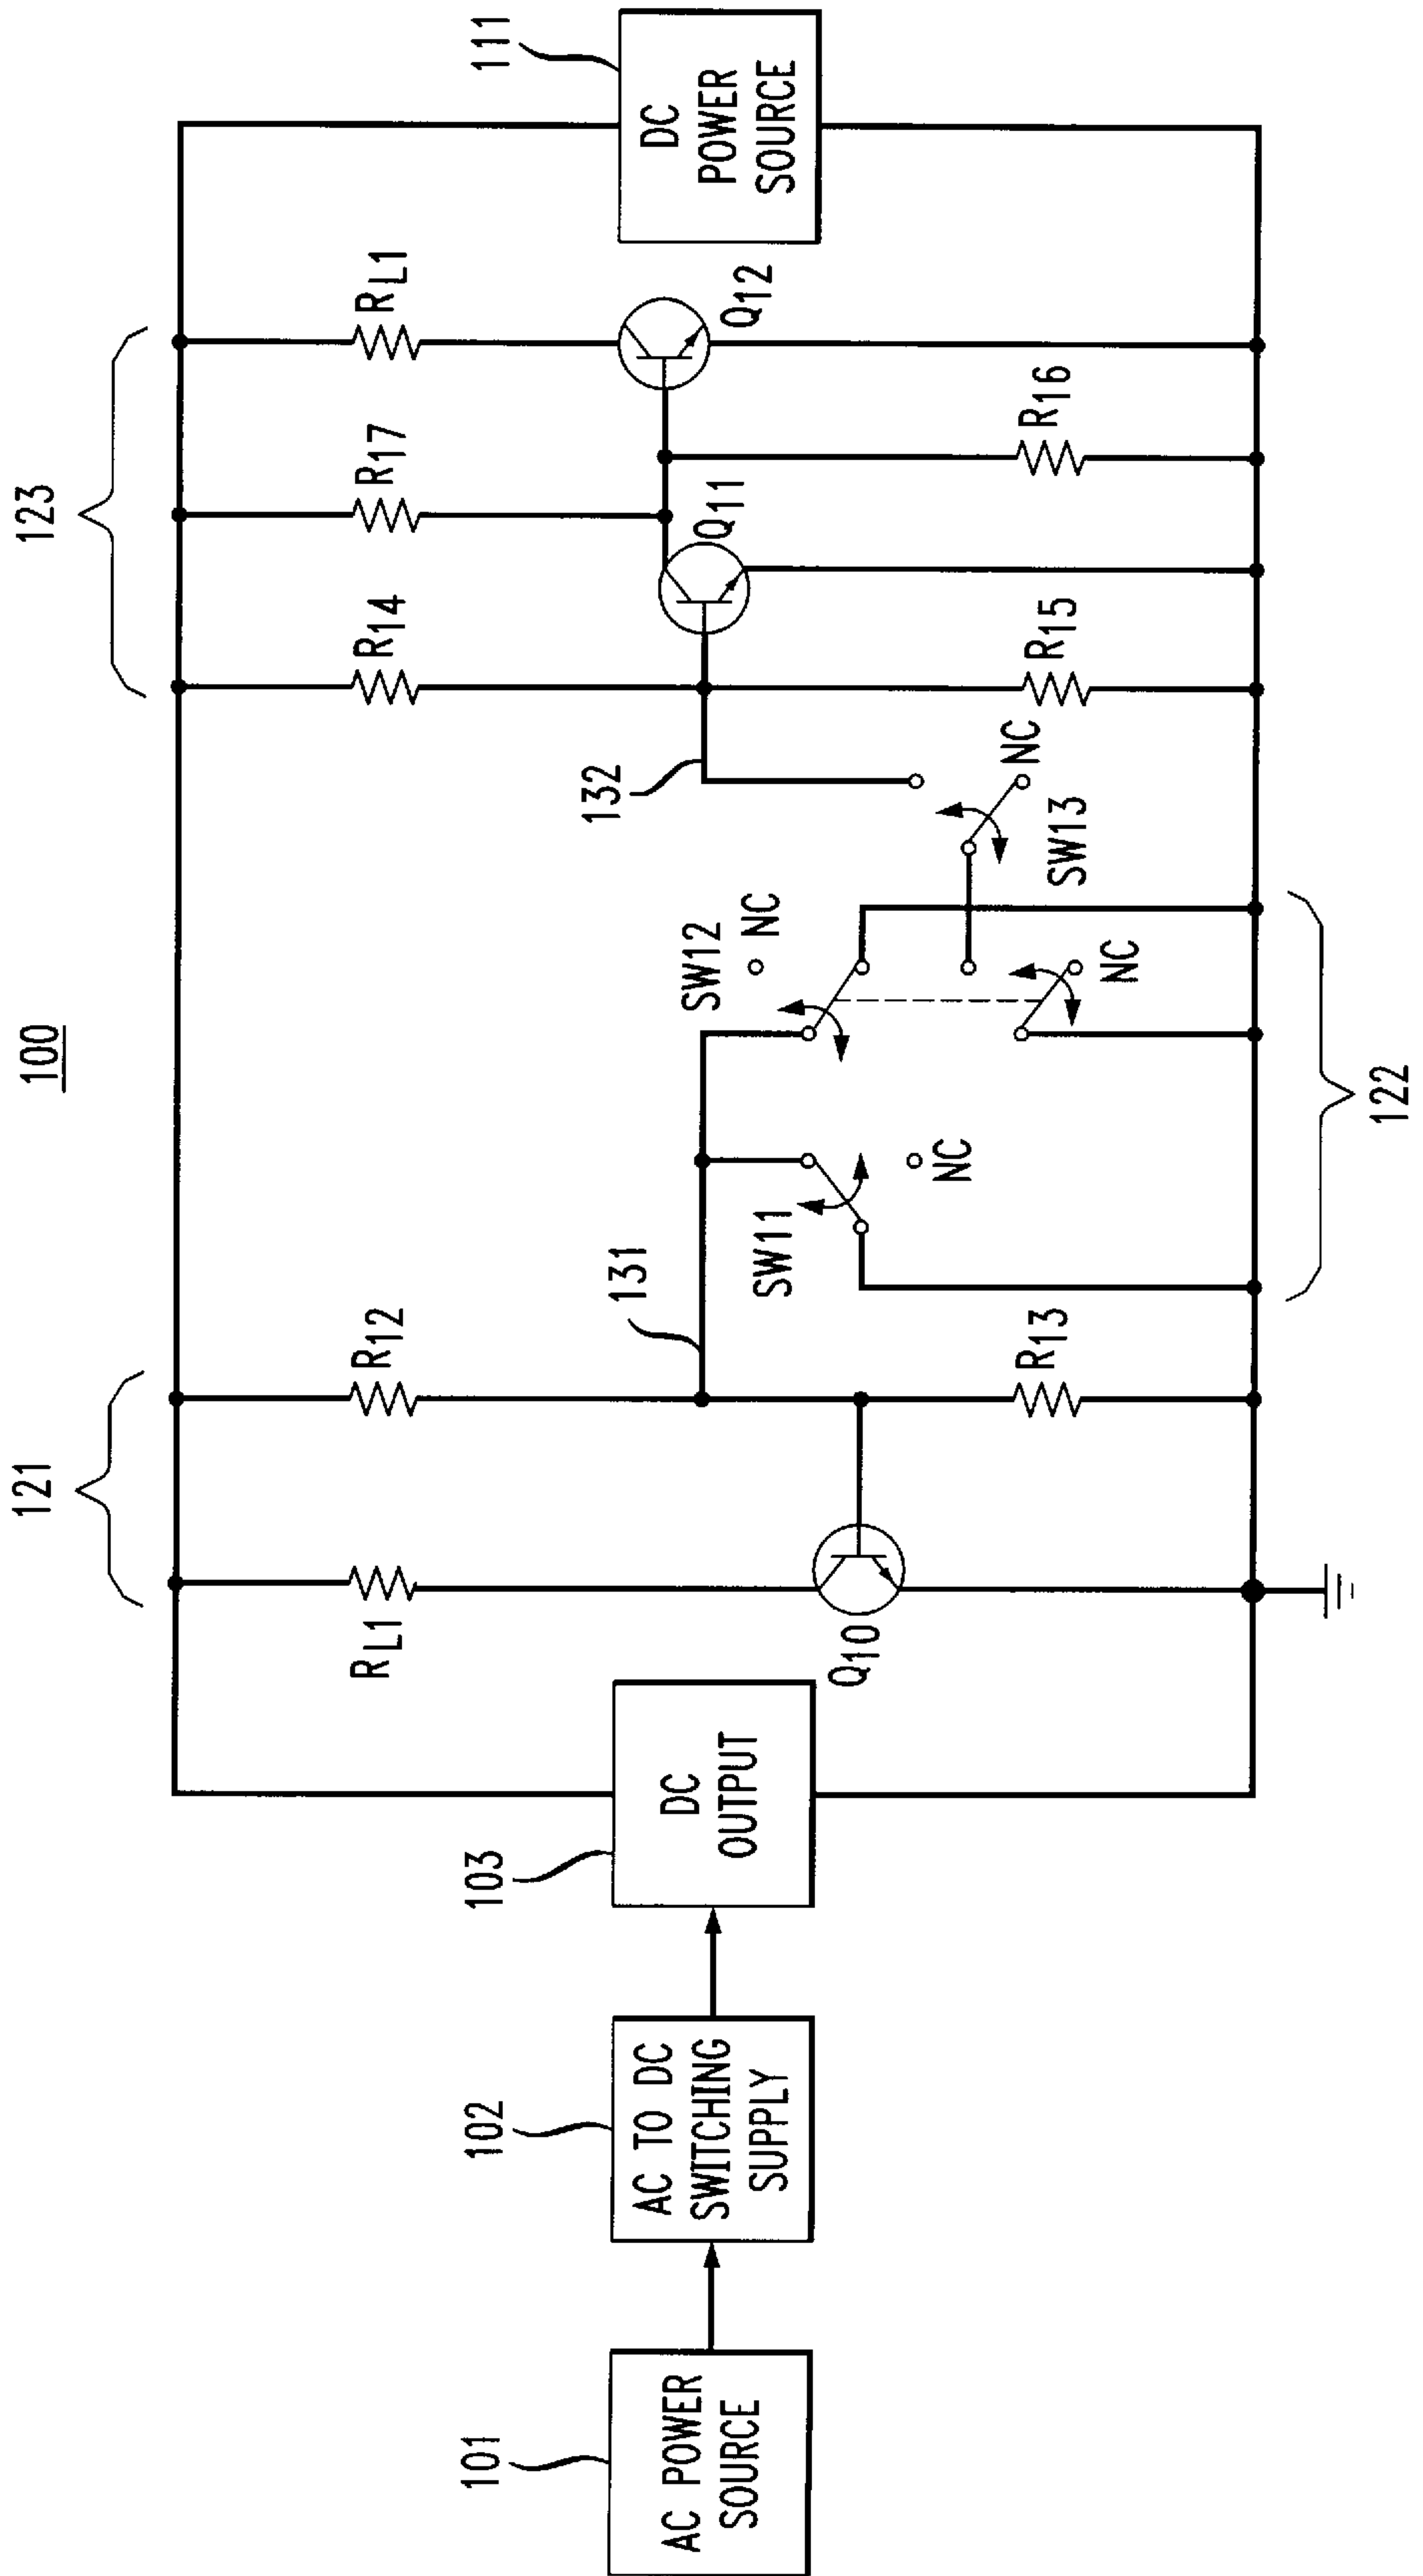 100
121
122
123
101
AC POWER
SOURCE
102
AC TO DC
SWITCHING
SUPPLY
103
DC
OUTPUT
111
DC
POWER
SOURCE
RL1
Q10
R12
R13
131
SW11
NC
SW12
NC
NC
SW13
NC
132
R14
R15
Q11
R17
R16
RL1
Q12